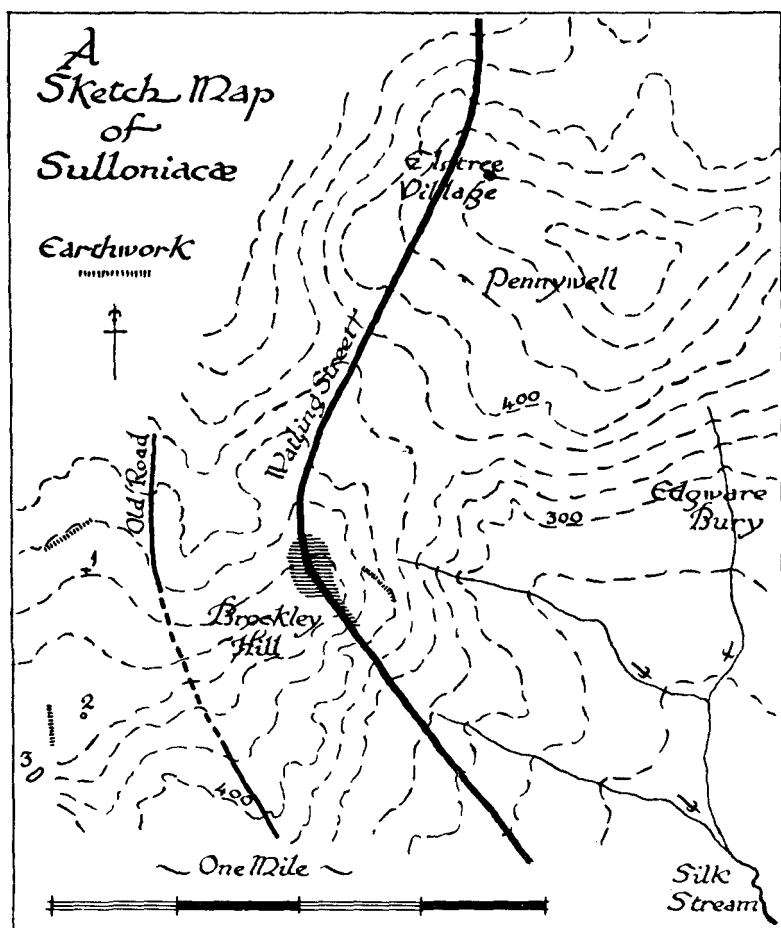 A
Sketch Map
of
Sulloniacæ
Elstree
Village
Earthwork
Pennywell
Watling Street
400
Old Road
Edgware
Bury
300
1
Brockley
Hill
2
3
400
One Mile
Silk
Stream